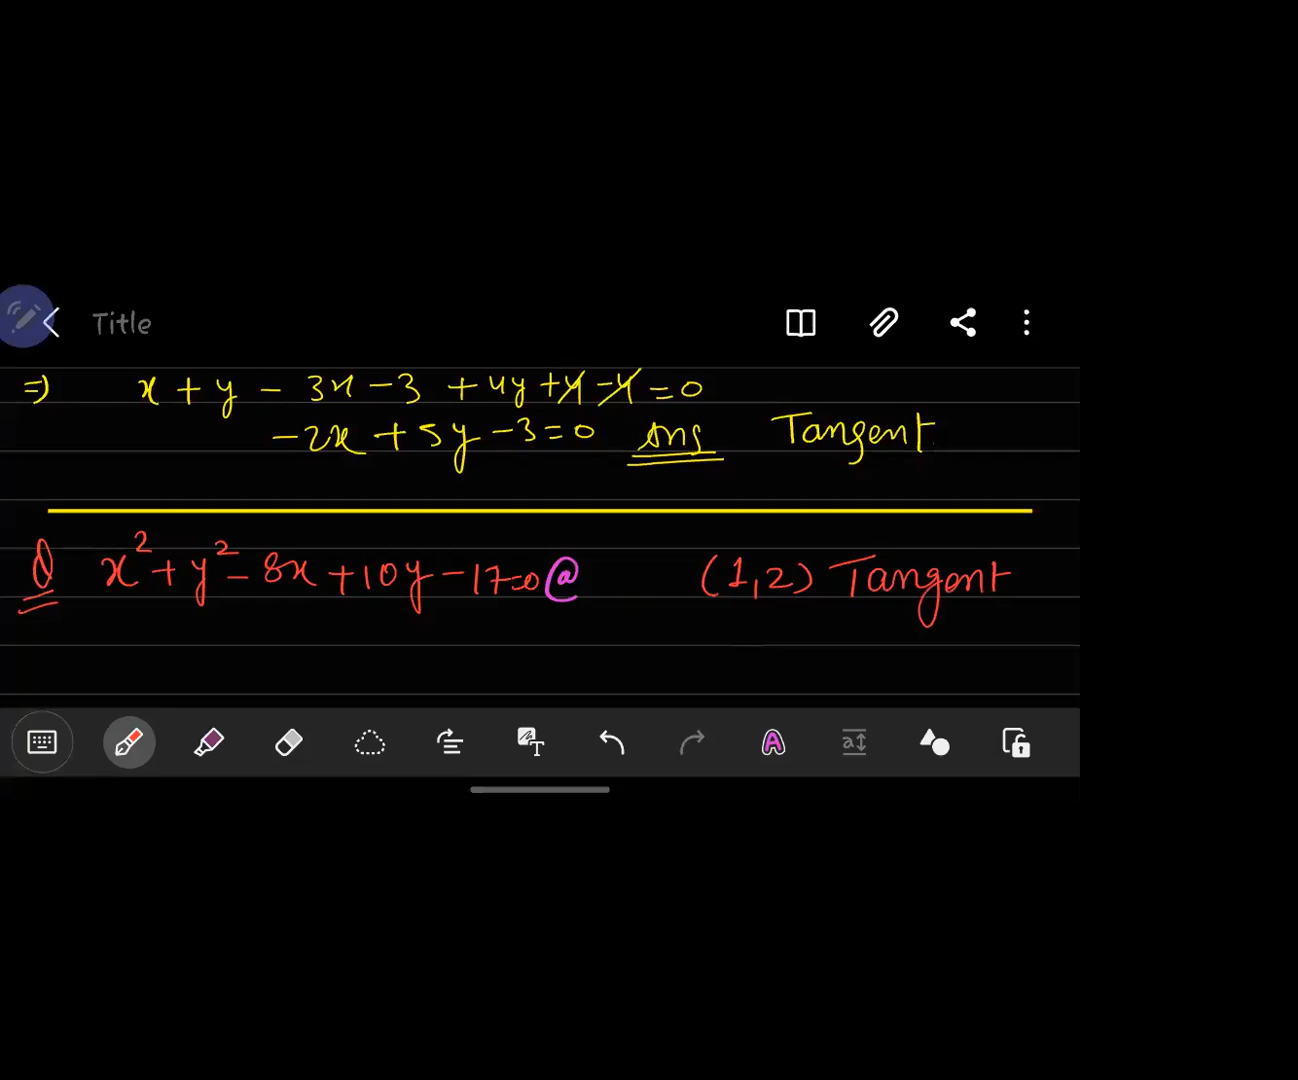 Title
=) x + y - 3x - 3 + 4y + 4 - 4 = 0
- 2x + 5y - 3 = 0 Ans Tangent
Q x² + y² - 8x + 10y - 17 = 0 @ (1,2) Tangent
T A a